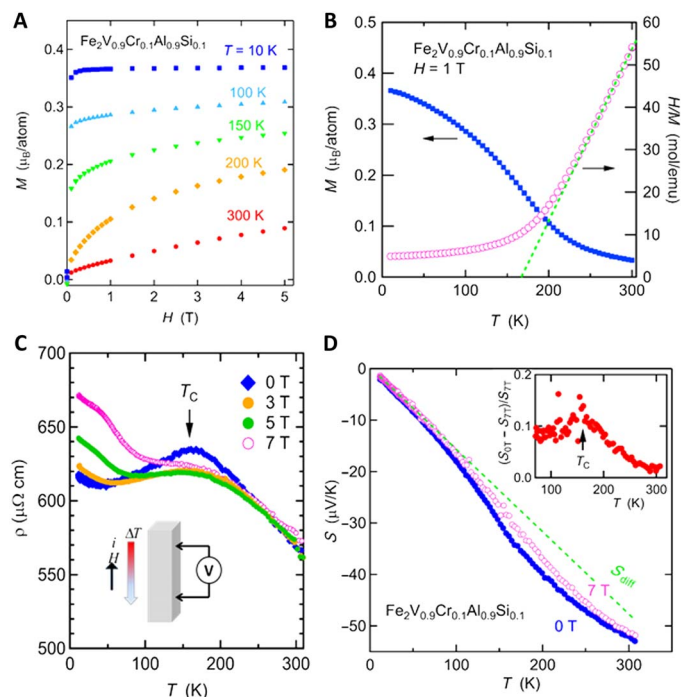 A
Fe2V0.9Cr0.1Al0.9Si0.1
T = 10 K
100 K
150 K
200 K
300 K
M (μB/atom)
0.5
0.4
0.3
0.2
0.1
0.0
0 1 2 3 4 5
H (T)
B
Fe2V0.9Cr0.1Al0.9Si0.1
H = 1 T
M (μB/atom)
0.5
0.4
0.3
0.2
0.1
0.0
H/M (mol/emu)
60
50
40
30
20
10
0
0 100 200 300
T (K)
C
TC
0 T
3 T
5 T
7 T
ρ (μΩ cm)
700
650
600
550
500
i
H
ΔT
V
0 100 200 300
T (K)
D
S (μV/K)
0
−10
−20
−30
−40
−50
(S0T − S7T)/S7T
0.2
0.1
0.0
TC
100 200 300
T (K)
Sdiff
7 T
0 T
Fe2V0.9Cr0.1Al0.9Si0.1
0 100 200 300
T (K)